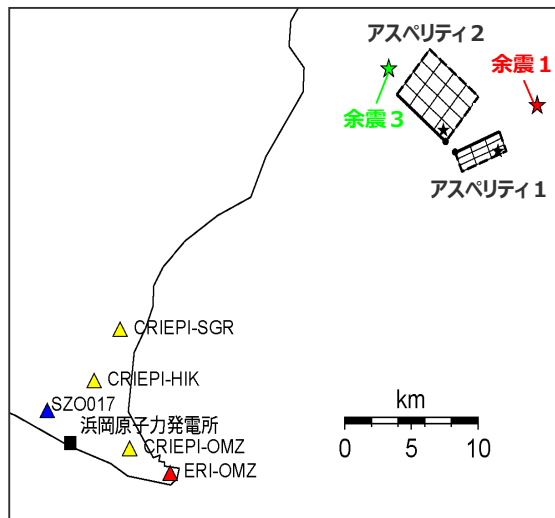 アスペリティ２
余震１
余震３
アスペリティ１
CRIEPI-SGR
CRIEPI-HIK
SZO017
浜岡原子力発電所
CRIEPI-OMZ
ERI-OMZ
km
0 5 10